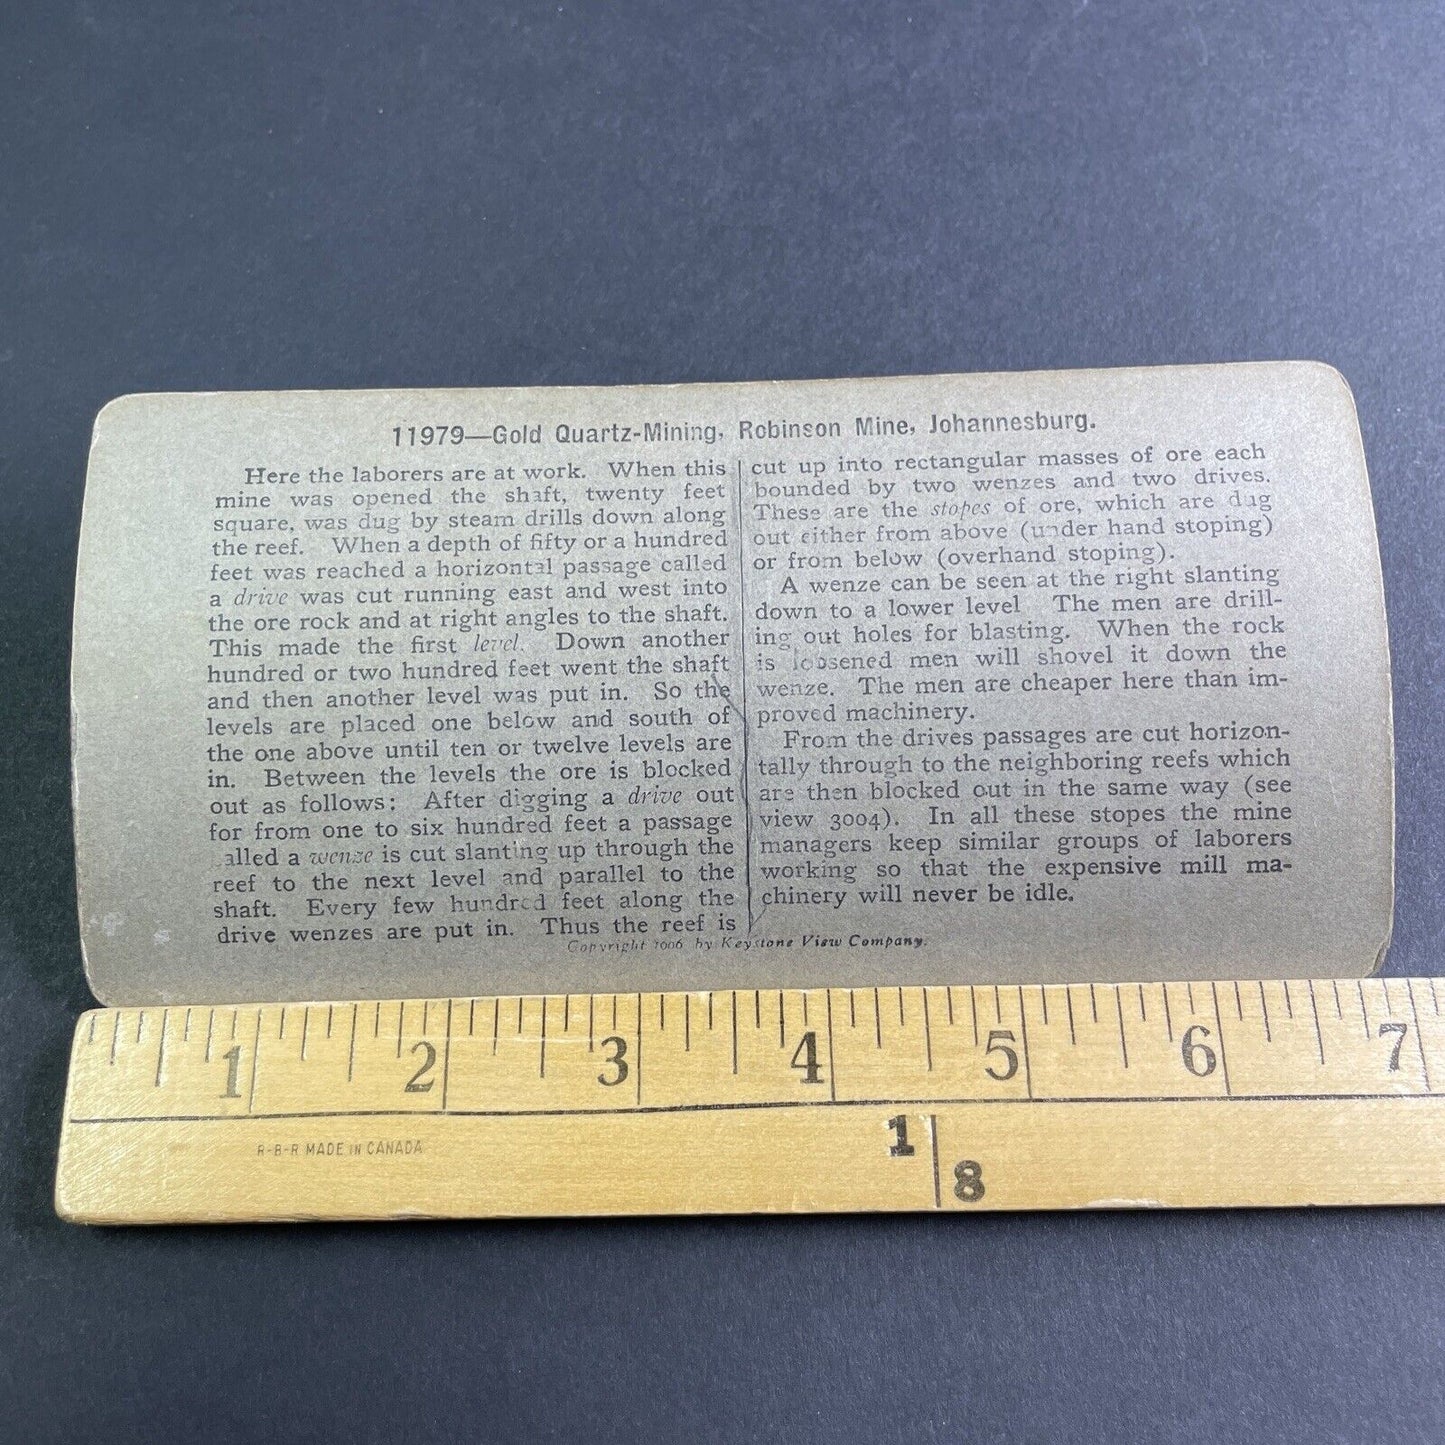 11979—Gold Quartz-Mining, Robinson Mine, Johannesburg.
Here the laborers are at work. When this
mine was opened the shaft, twenty feet
square, was dug by steam drills down along
the reef. When a depth of fifty or a hundred
feet was reached a horizontal passage called
a drive was cut running east and west into
the ore rock and at right angles to the shaft.
This made the first level. Down another
hundred or two hundred feet went the shaft
and then another level was put in. So the
levels are placed one below and south of
the one above until ten or twelve levels are
in. Between the levels the ore is blocked
out as follows: After digging a drive out
for from one to six hundred feet a passage
called a wenze is cut slanting up through the
reef to the next level and parallel to the
shaft. Every few hundred feet along the
drive wenzes are put in. Thus the reef is
cut up into rectangular masses of ore each
bounded by two wenzes and two drives.
These are the stopes of ore, which are dug
out either from above (under hand stoping)
or from below (overhand stoping).
A wenze can be seen at the right slanting
down to a lower level The men are drill-
ing out holes for blasting. When the rock
is loosened men will shovel it down the
wenze. The men are cheaper here than im-
proved machinery.
From the drives passages are cut horizon-
tally through to the neighboring reefs which
are then blocked out in the same way (see
view 3004). In all these stopes the mine
managers keep similar groups of laborers
working so that the expensive mill ma-
chinery will never be idle.
Copyright 1906 by Keystone View Company.
1 2 3 4 5 6 7
R-B-R MADE IN CANADA
1
8